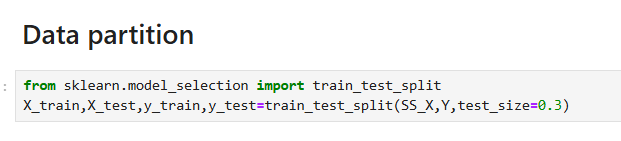 Data partition
:
from sklearn.model_selection import train_test_split
X_train,X_test,y_train,y_test=train_test_split(SS_X,Y,test_size=0.3)